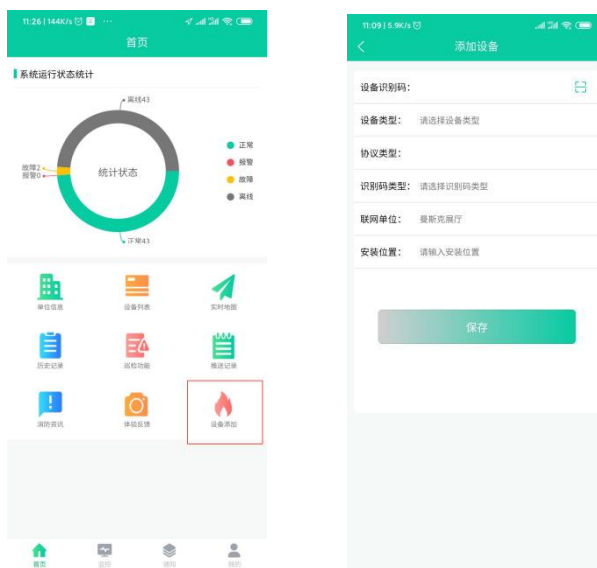 11:26 | 144K/s
首页
系统运行状态统计
离线43
故障2
报警0
统计状态
正常43
正常
报警
故障
离线
单位信息
设备列表
实时地图
历史记录
巡检功能
推送记录
消防资讯
体验反馈
设备添加
首页
监控
通知
我的
11:09 | 5.9K/s
添加设备
设备识别码：
设备类型： 请选择设备类型
协议类型：
识别码类型： 请选择识别码类型
联网单位： 曼斯克展厅
安装位置： 请输入安装位置
保存